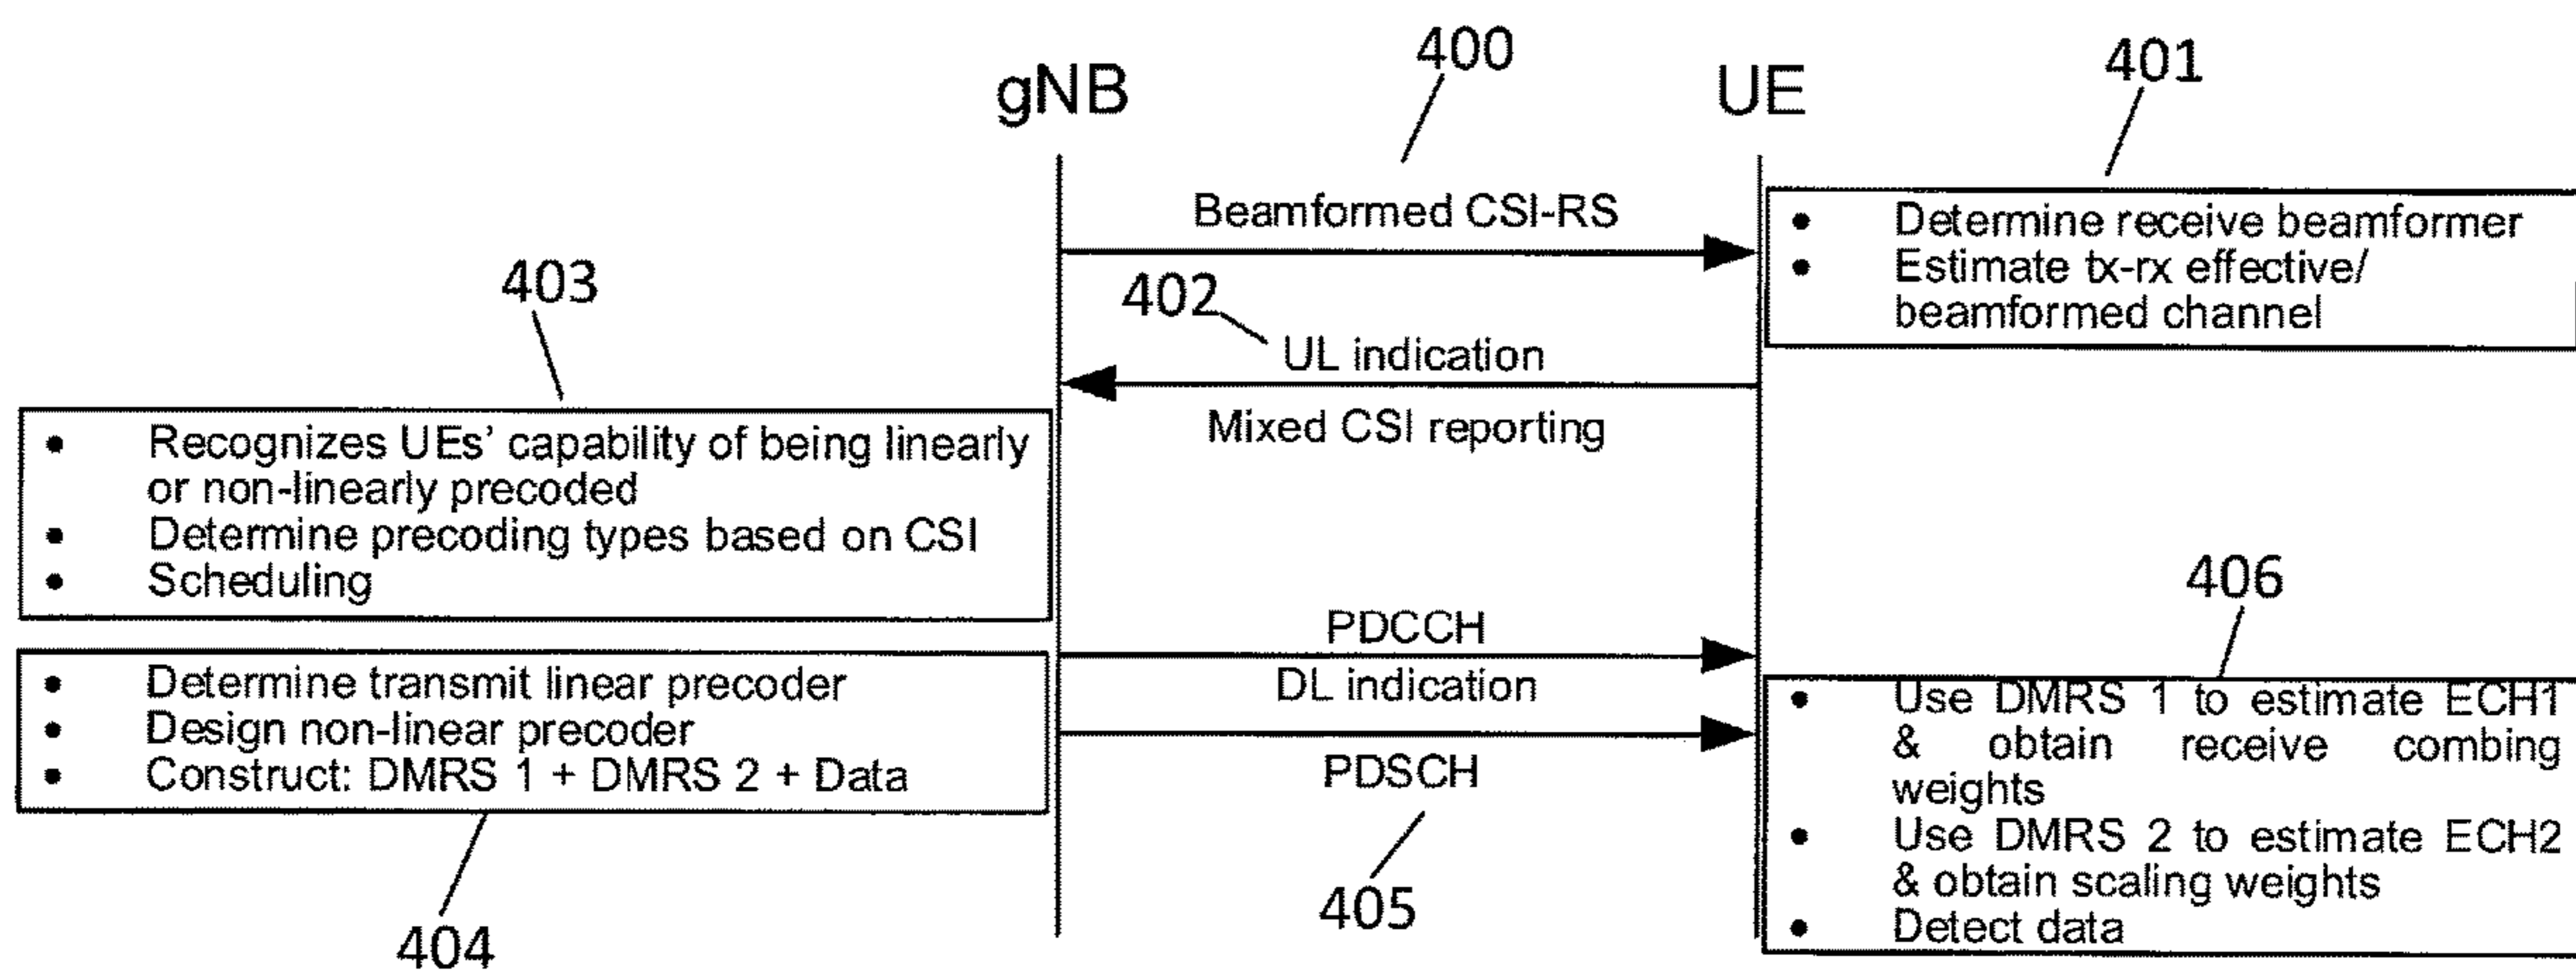 400
401
gNB
UE
Beamformed CSI-RS
• Determine receive beamformer
• Estimate tx-rx effective/
beamformed channel
403
402
UL indication
Mixed CSI reporting
• Recognizes UEs' capability of being linearly
or non-linearly precoded
• Determine precoding types based on CSI
• Scheduling
406
PDCCH
DL indication
PDSCH
• Determine transmit linear precoder
• Design non-linear precoder
• Construct: DMRS 1 + DMRS 2 + Data
• Use DMRS 1 to estimate ECH1
& obtain receive combing
weights
• Use DMRS 2 to estimate ECH2
& obtain scaling weights
• Detect data
405
404